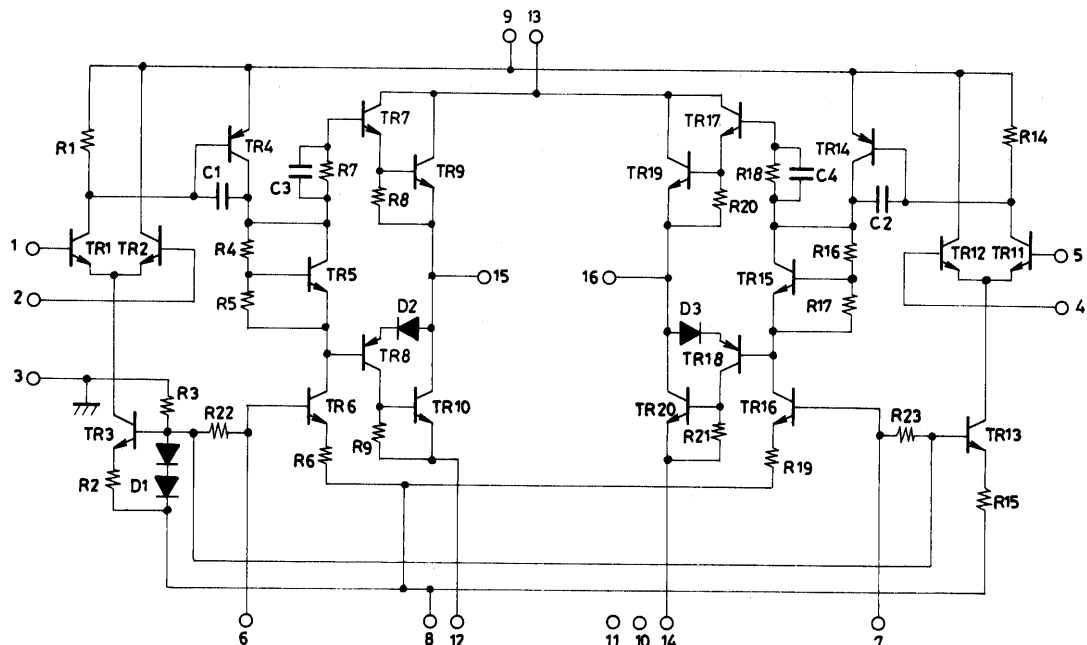 9 13
R1 TR4 TR7 TR17 TR14 R14
C1 C3 R7 TR9 TR19 R18 C4
R8 R20 C2
1 TR1 TR2 R4 TR12 TR11 5
R16
TR5 15 16 TR15
2 R5 R17 4
D2 D3
TR8 TR18
3 R3
R22 TR6 TR10 TR20 TR16 R23
TR3 R9 R21 TR13
R2 D1 R6 R19 R15
6 8 12 11 10 14 7